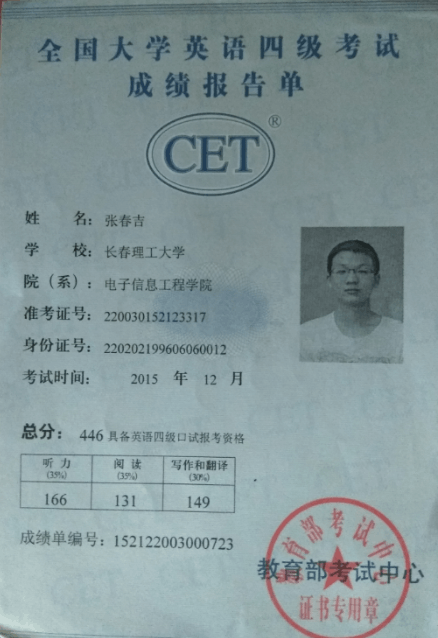 全国大学英语四级考试
成绩报告单
CET®
姓 名：张春吉
学 校：长春理工大学
院（系）：电子信息工程学院
准考证号：220030152123317
身份证号：220202199606060012
考试时间： 2015 年 12 月
总分： 446 具备英语四级口试报考资格
听力 阅读 写作和翻译
(35%) (35%) (30%)
166 131 149
成绩单编号：152122003000723
教育部考试中心
教育部考试中心
证书专用章